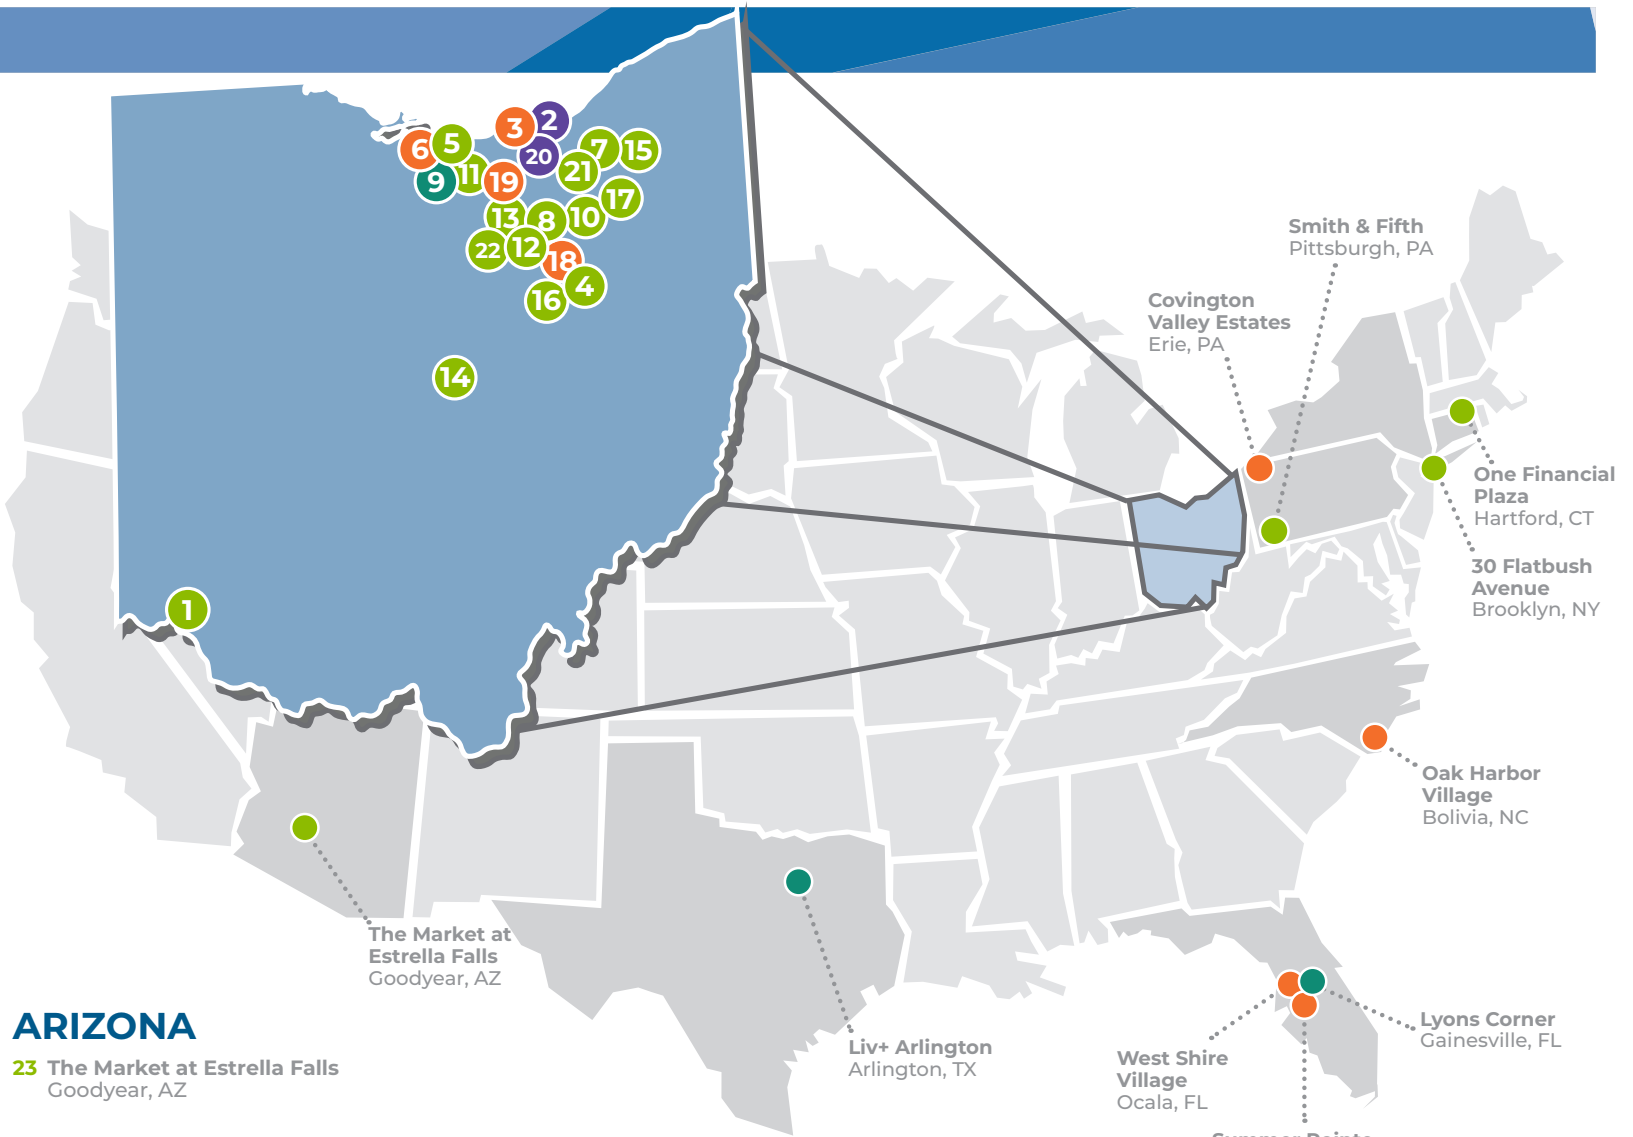 3
2
6
5
20
7
15
9
11
19
21
17
13
8
10
22
12
18
4
16
14
1
Smith & Fifth
Pittsburgh, PA
Covington
Valley Estates
Erie, PA
One Financial
Plaza
Hartford, CT
30 Flatbush
Avenue
Brooklyn, NY
Oak Harbor
Village
Bolivia, NC
The Market at
Estrella Falls
Goodyear, AZ
Liv+ Arlington
Arlington, TX
Lyons Corner
Gainesville, FL
West Shire
Village
Ocala, FL
Summer Pointe
ARIZONA
23 The Market at Estrella Falls
Goodyear, AZ